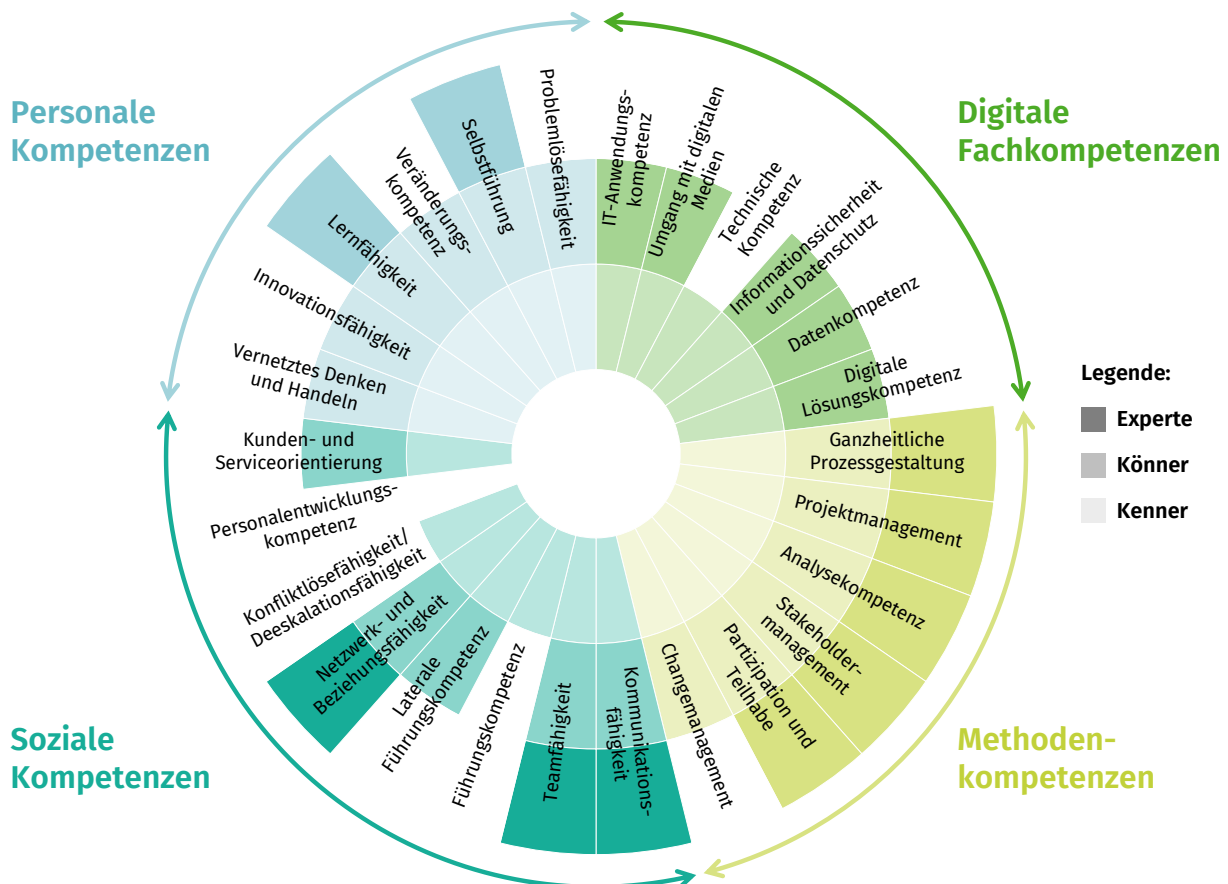 Personale
Kompetenzen
Digitale
Fachkompetenzen
Problemlösefähigkeit
Selbstführung
Veränderungs-
kompetenz
Lernfähigkeit
Innovationsfähigkeit
Vernetztes Denken
und Handeln
IT-Anwendungs-
kompetenz
Umgang mit digitalen
Medien
Technische
Kompetenz
Informationssicherheit
und Datenschutz
Datenkompetenz
Digitale
Lösungskompetenz
Legende:
Experte
Könner
Kenner
Kunden- und
Serviceorientierung
Personalentwicklungs-
kompetenz
Konfliktlösefähigkeit/
Deeskalationsfähigkeit
Netzwerk- und
Beziehungsfähigkeit
Laterale
Führungskompetenz
Führungskompetenz
Teamfähigkeit
Kommunikations-
fähigkeit
Ganzheitliche
Prozessgestaltung
Projektmanagement
Analysekompetenz
Stakeholder-
management
Partizipation und
Teilhabe
Changemanagement
Soziale
Kompetenzen
Methoden-
kompetenzen